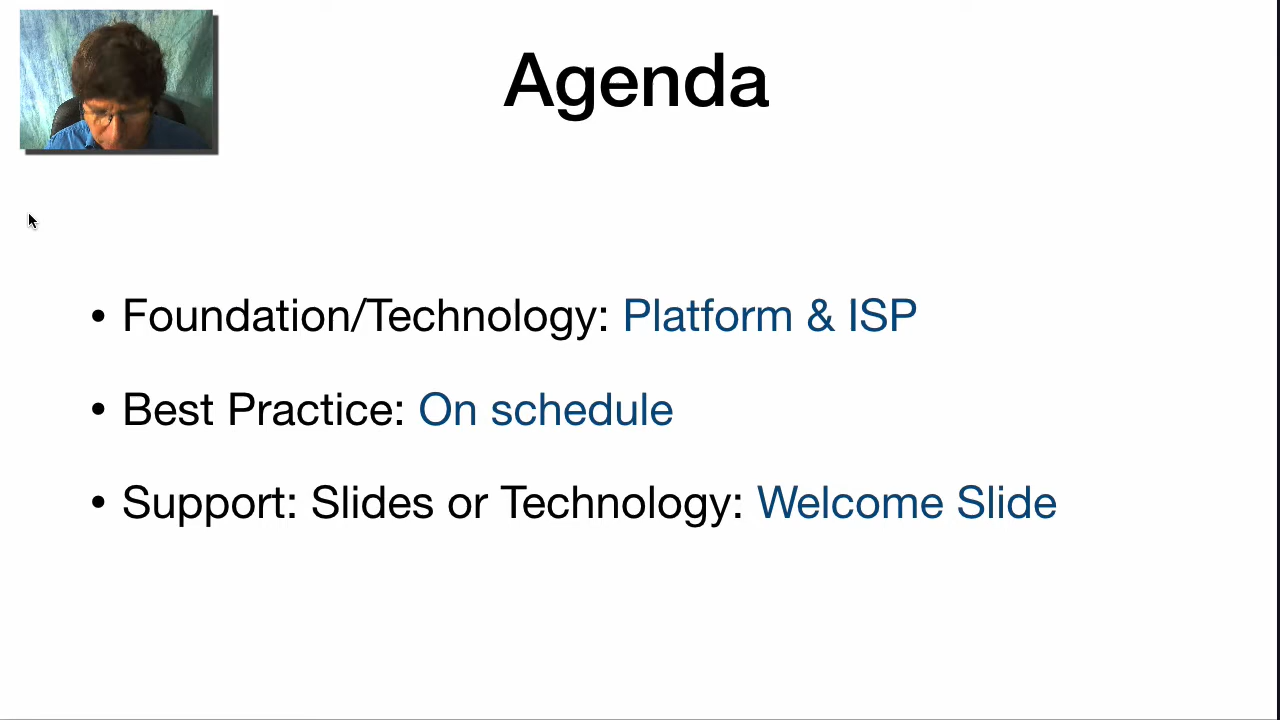 Agenda
• Foundation/Technology: Platform & ISP
• Best Practice: On schedule
• Support: Slides or Technology: Welcome Slide